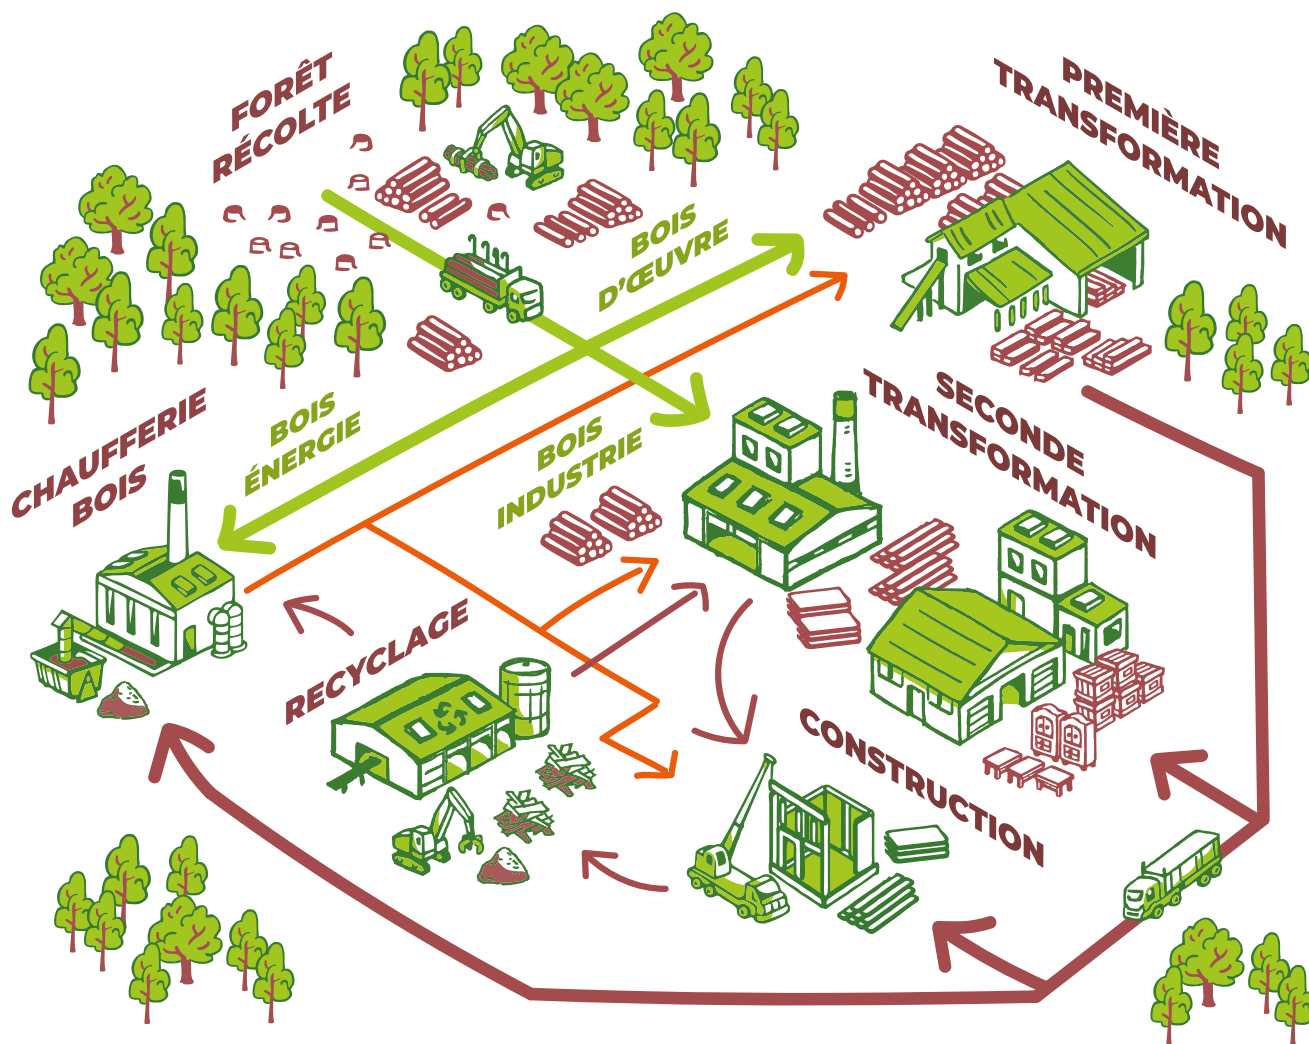 FORÊT
RÉCOLTE
PREMIÈRE
TRANSFORMATION
BOIS
D'ŒUVRE
CHAUFFERIE
BOIS
BOIS
ÉNERGIE
BOIS
INDUSTRIE
SECONDE
TRANSFORMATION
RECYCLAGE
CONSTRUCTION